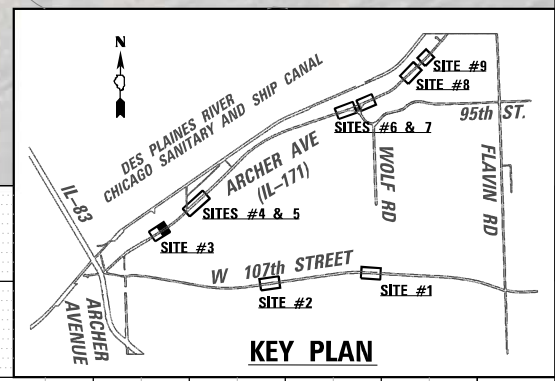 N
SITE #9
SITE #8
DES PLAINES RIVER
CHICAGO SANITARY AND SHIP CANAL
95th ST.
SITES #6 & 7
ARCHER AVE
(IL-171)
WOLF RD
FLAVIN RD
IL-83
SITES #4 & 5
SITE #3
W 107th STREET
SITE #2
SITE #1
ARCHER
AVENUE
KEY PLAN